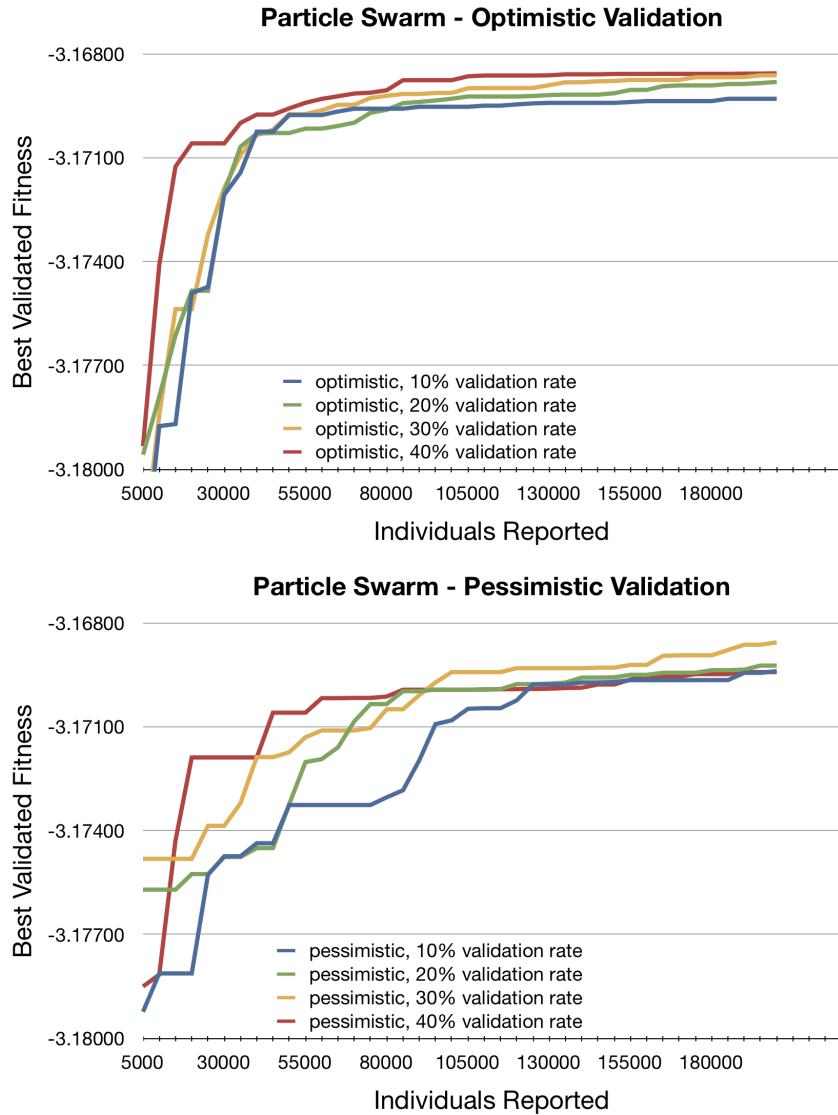 Particle Swarm - Optimistic Validation
-3.16800
-3.17100
-3.17400
-3.17700
-3.18000
Best Validated Fitness
optimistic, 10% validation rate
optimistic, 20% validation rate
optimistic, 30% validation rate
optimistic, 40% validation rate
5000 30000 55000 80000 105000 130000 155000 180000
Individuals Reported
Particle Swarm - Pessimistic Validation
-3.16800
-3.17100
-3.17400
-3.17700
-3.18000
Best Validated Fitness
pessimistic, 10% validation rate
pessimistic, 20% validation rate
pessimistic, 30% validation rate
pessimistic, 40% validation rate
5000 30000 55000 80000 105000 130000 155000 180000
Individuals Reported